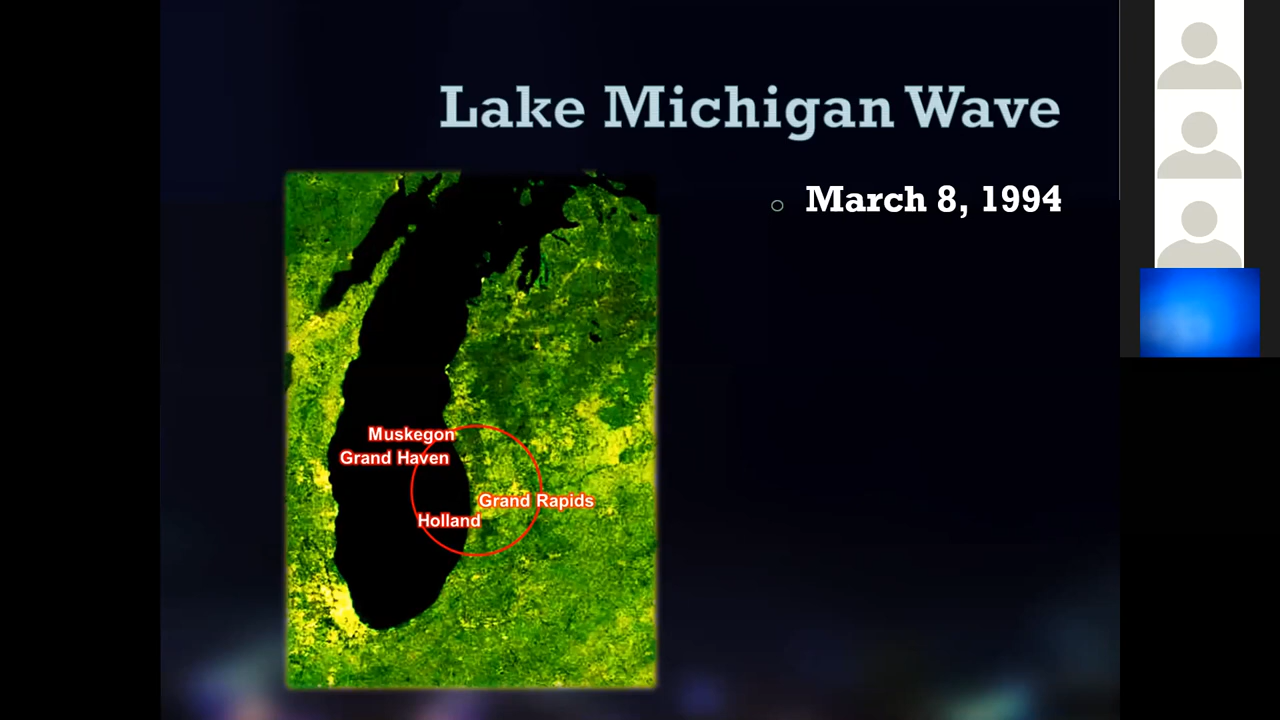 Lake Michigan Wave
March 8, 1994
Muskegon
Grand Haven
Grand Rapids
Holland